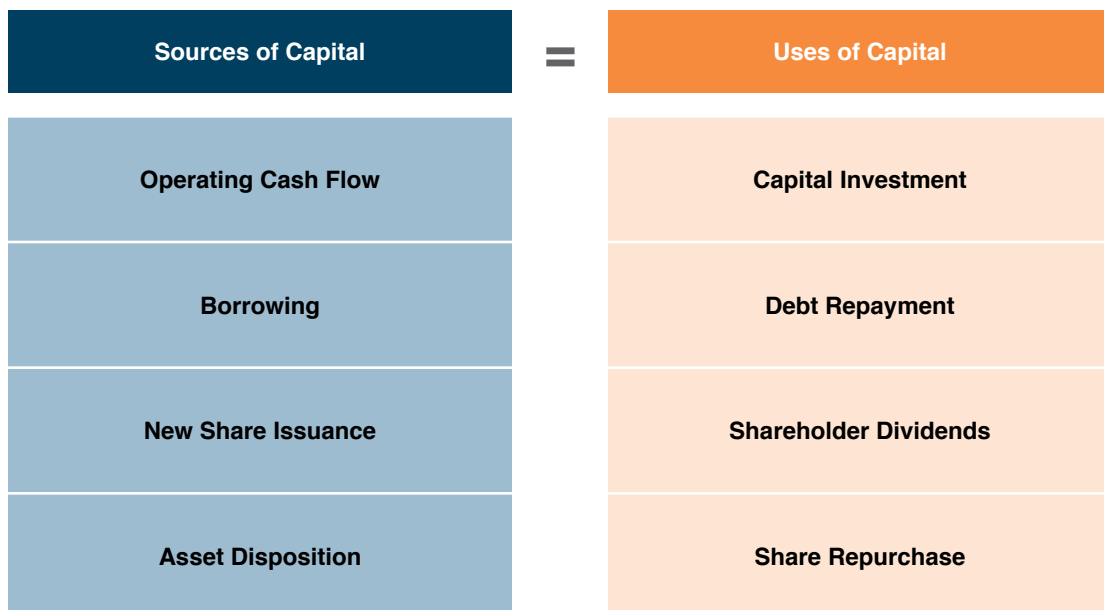 Sources of Capital
=
Uses of Capital
Operating Cash Flow
Capital Investment
Borrowing
Debt Repayment
New Share Issuance
Shareholder Dividends
Asset Disposition
Share Repurchase